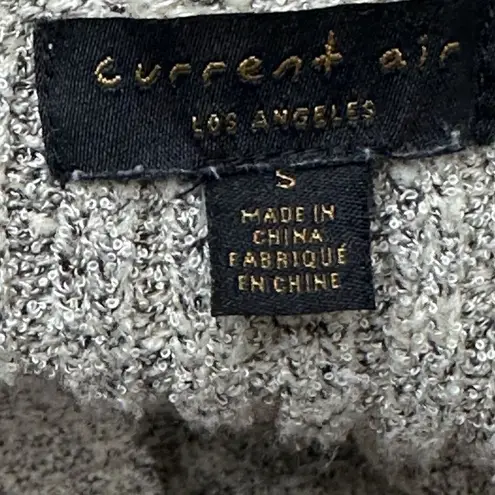 current air
LOS ANGELES
S
MADE IN
CHINA
FABRIQUÉ
EN CHINE